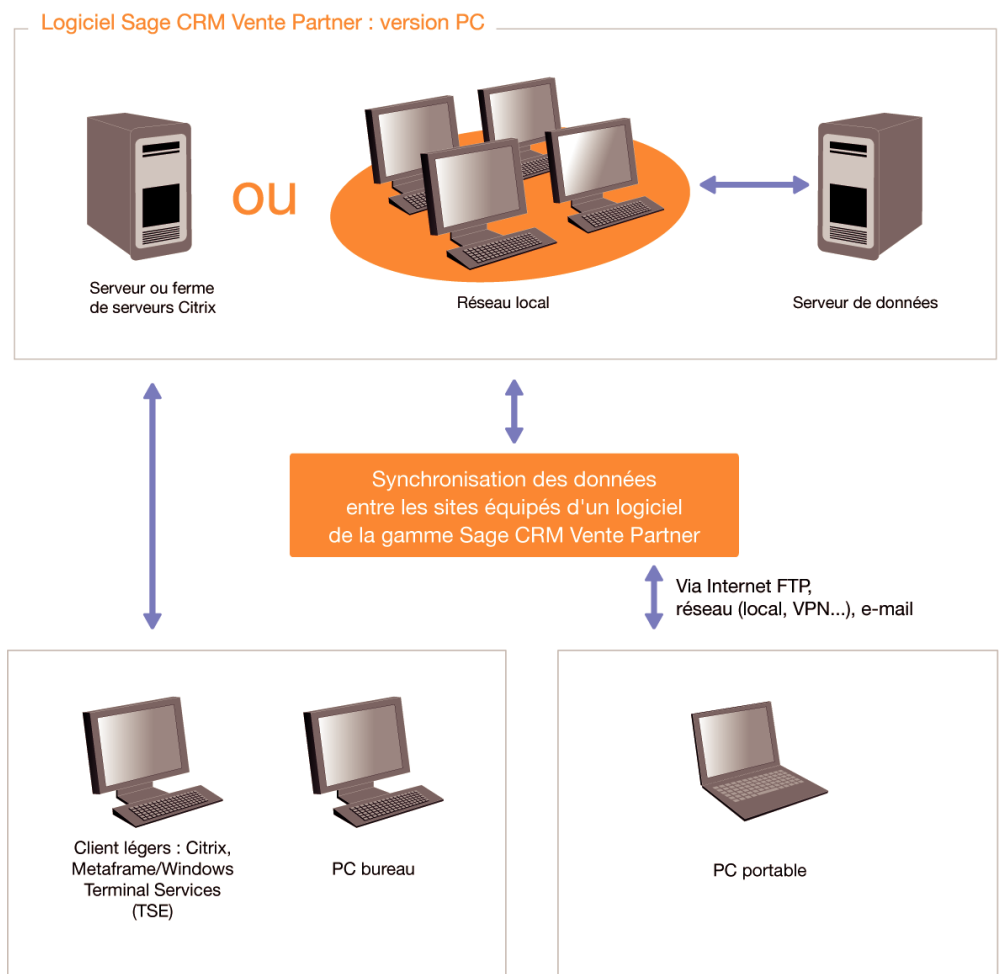 Logiciel Sage CRM Vente Partner : version PC
ou
Serveur ou ferme
de serveurs Citrix
Réseau local
Serveur de données
Synchronisation des données
entre les sites équipés d'un logiciel
de la gamme Sage CRM Vente Partner
Via Internet FTP,
réseau (local, VPN...), e-mail
Client légers : Citrix,
Metaframe/Windows
Terminal Services
(TSE)
PC bureau
PC portable